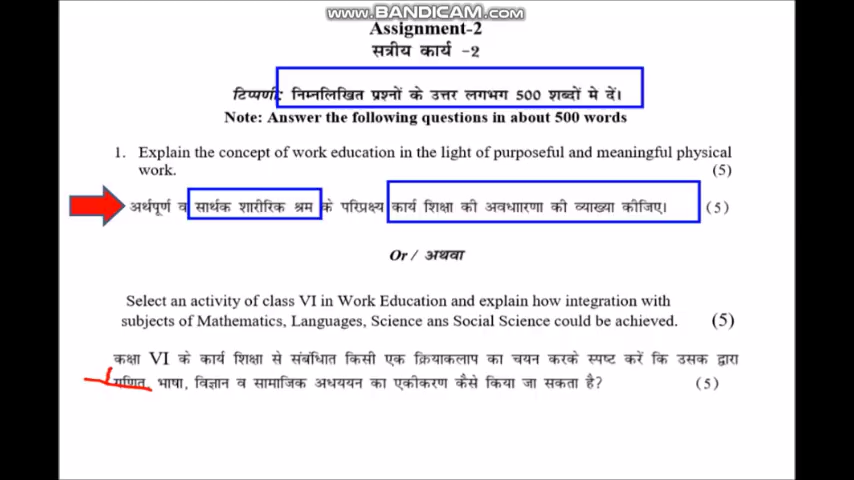 www.BANDICAM.com
Assignment-2
सत्रीय कार्य -2
टिप्पणी: निम्नलिखित प्रश्नों के उत्तर लगभग 500 शब्दों मे दें।
Note: Answer the following questions in about 500 words
1. Explain the concept of work education in the light of purposeful and meaningful physical
work. (5)
अर्थपूर्ण व सार्थक शारीरिक श्रम के परिप्रक्ष्य कार्य शिक्षा की अवधाारणा की व्याख्या कीजिए। (5)
Or / अथवा
Select an activity of class VI in Work Education and explain how integration with
subjects of Mathematics, Languages, Science ans Social Science could be achieved. (5)
कक्षा VI के कार्य शिक्षा से संबंधित किसी एक क्रियाकलाप का चयन करके स्पष्ट करें कि उसक द्वारा
गणित, भाषा, विज्ञान व सामाजिक अधययन का एकीकरण कैसे किया जा सकता है? (5)